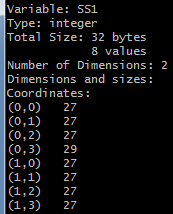 Variable: SS1
Type: integer
Total Size: 32 bytes
8 values
Number of Dimensions: 2
Dimensions and sizes:
Coordinates:
(0,0) 27
(0,1) 27
(0,2) 27
(0,3) 29
(1,0) 27
(1,1) 27
(1,2) 27
(1,3) 27